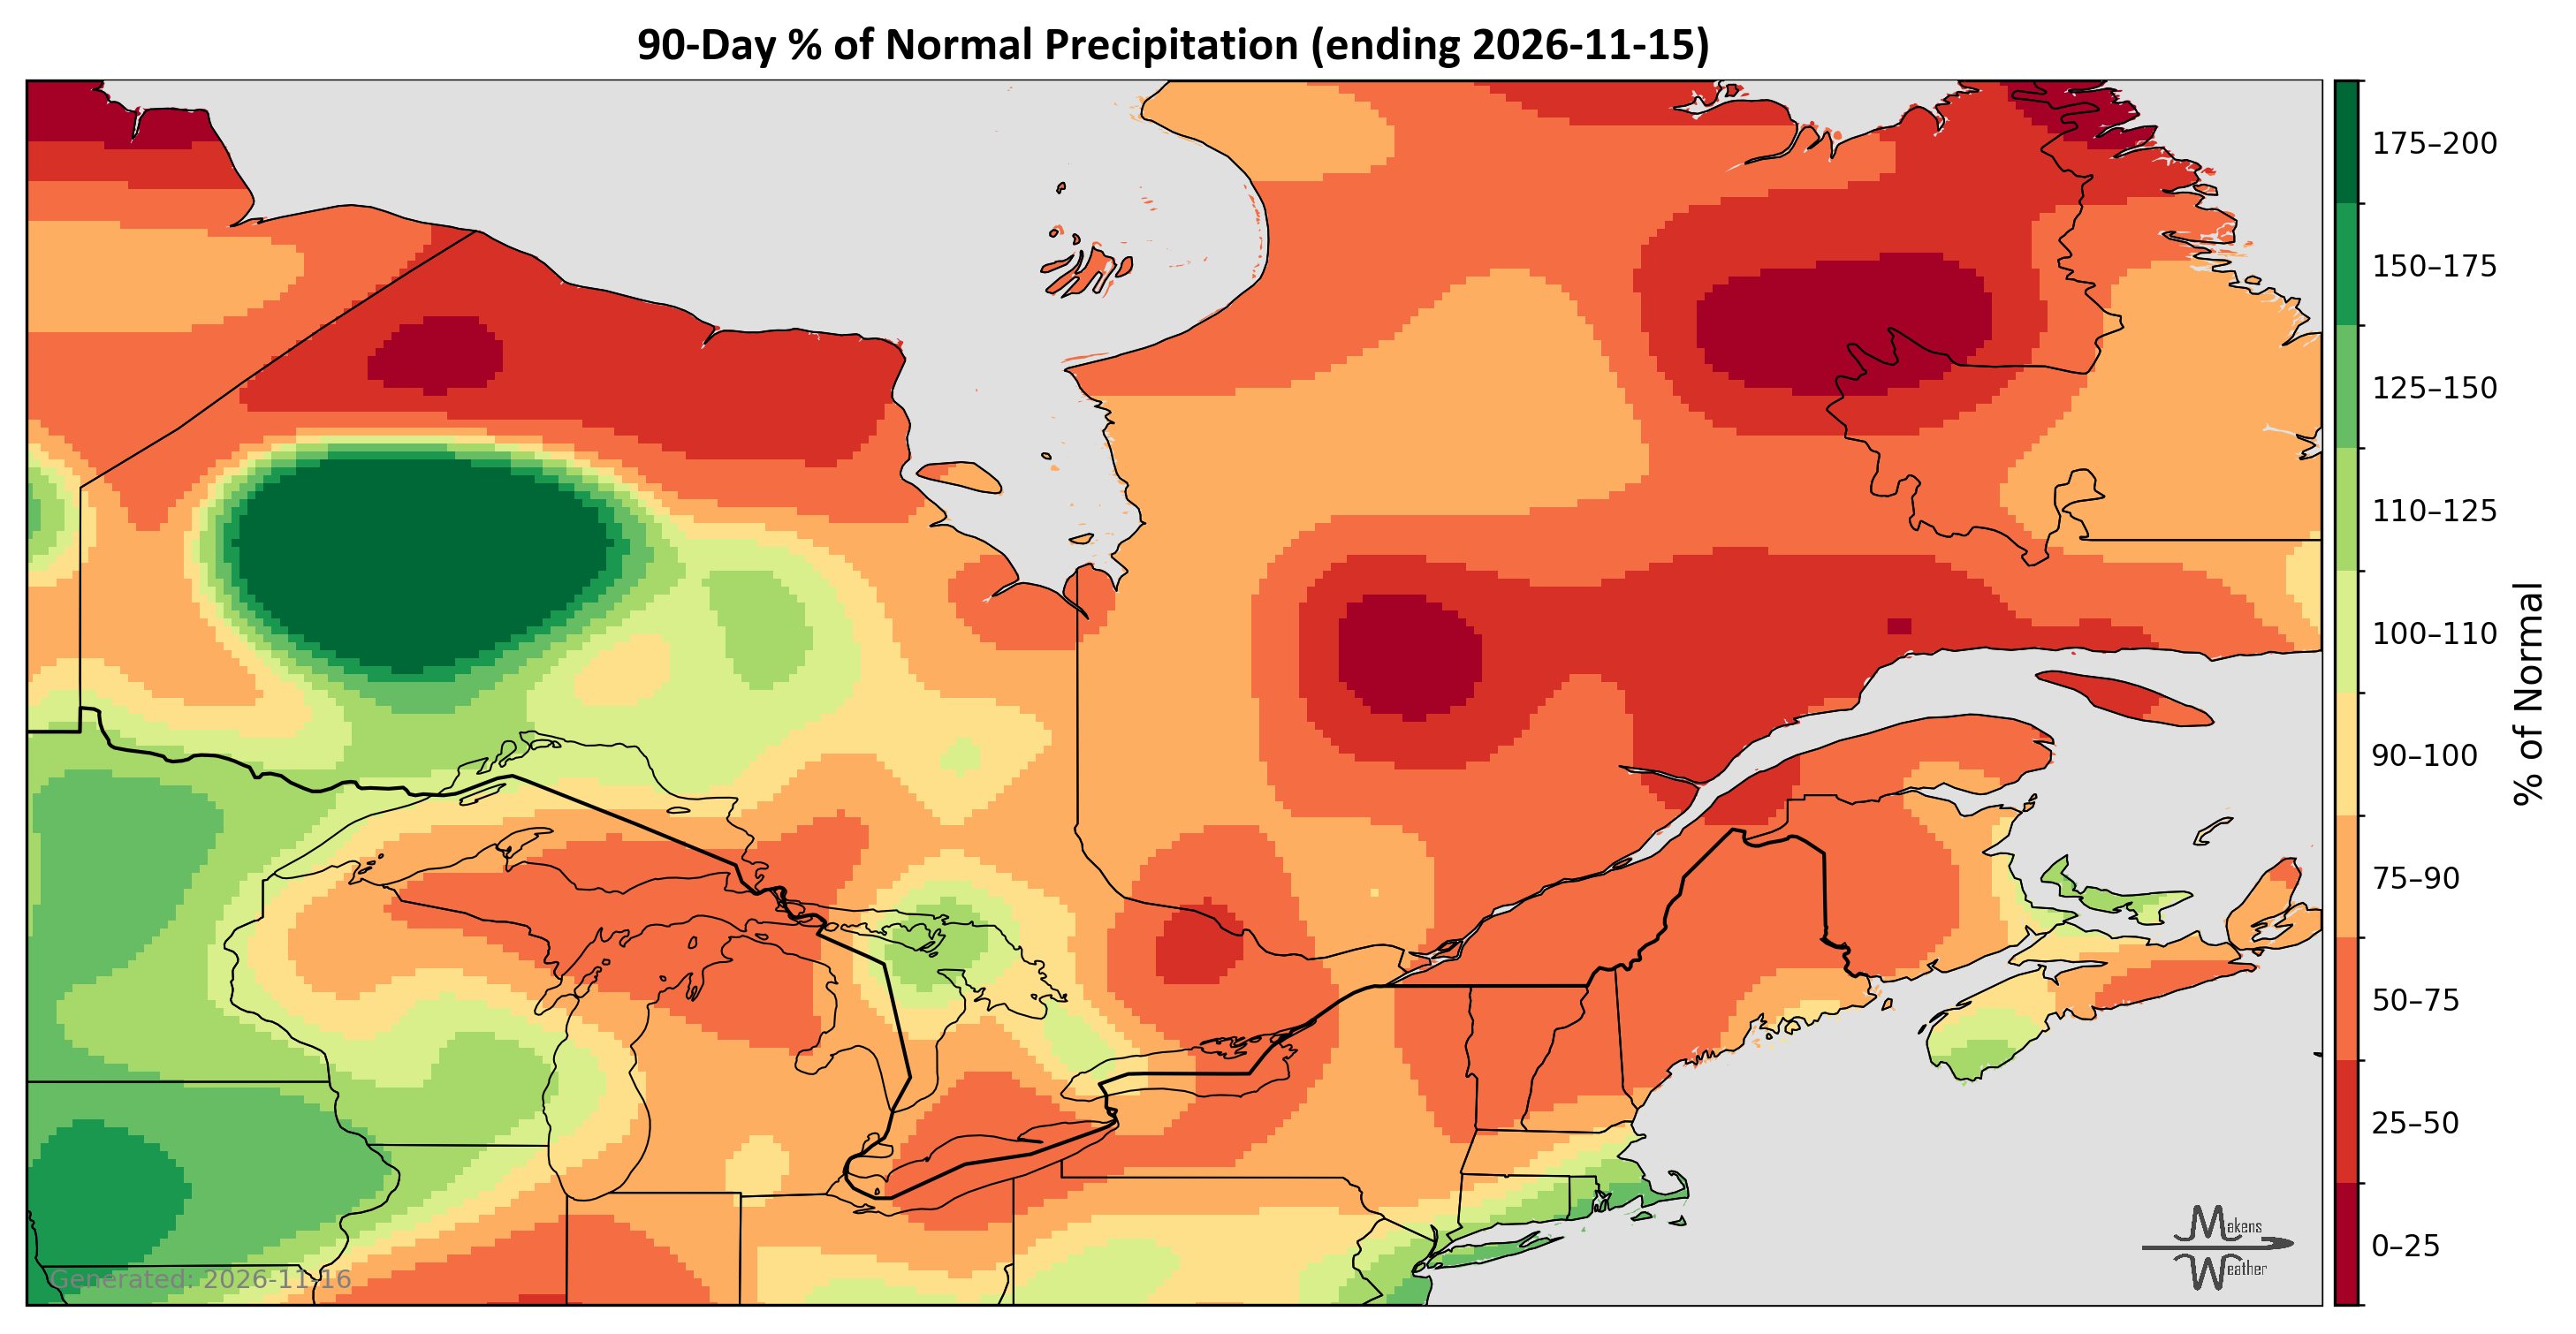 90-Day % of Normal Precipitation (ending 2026-11-15)
175–200
150–175
125–150
110–125
100–110
90–100
75–90
50–75
25–50
0–25
% of Normal
Makens
Weather
Generated: 2026-11-16